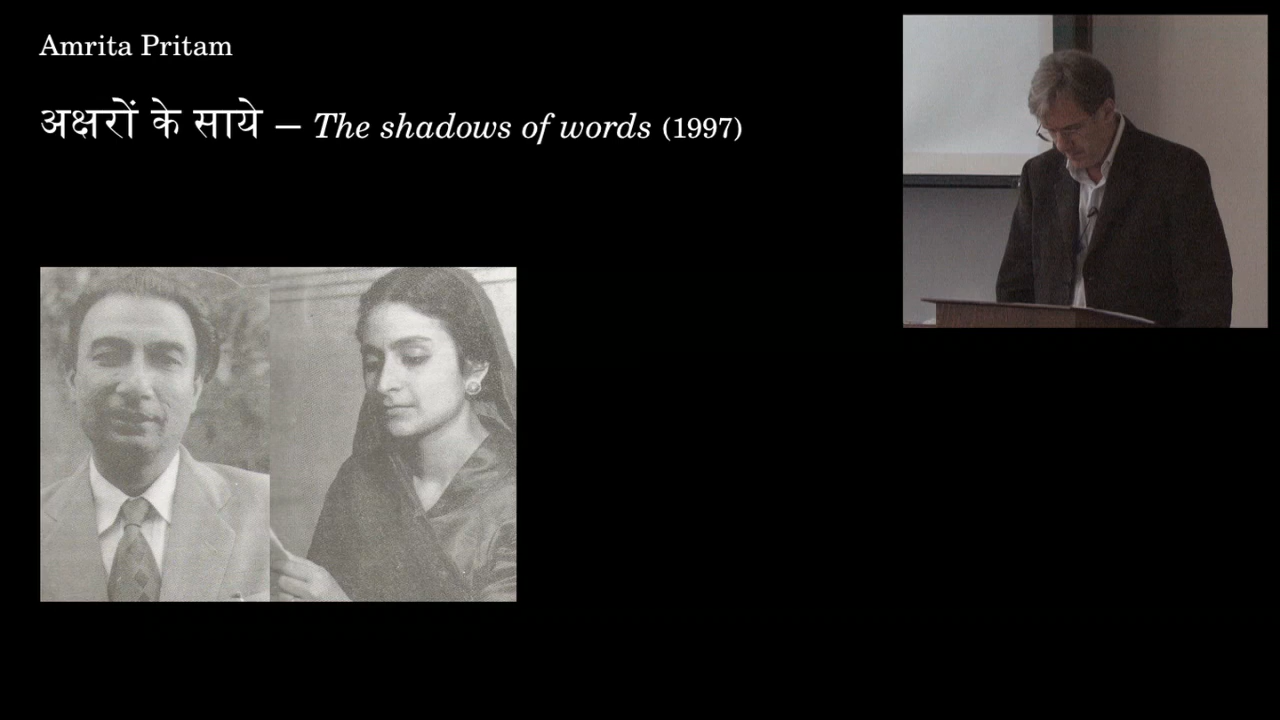 Amrita Pritam
अक्षरों के साये – The shadows of words (1997)